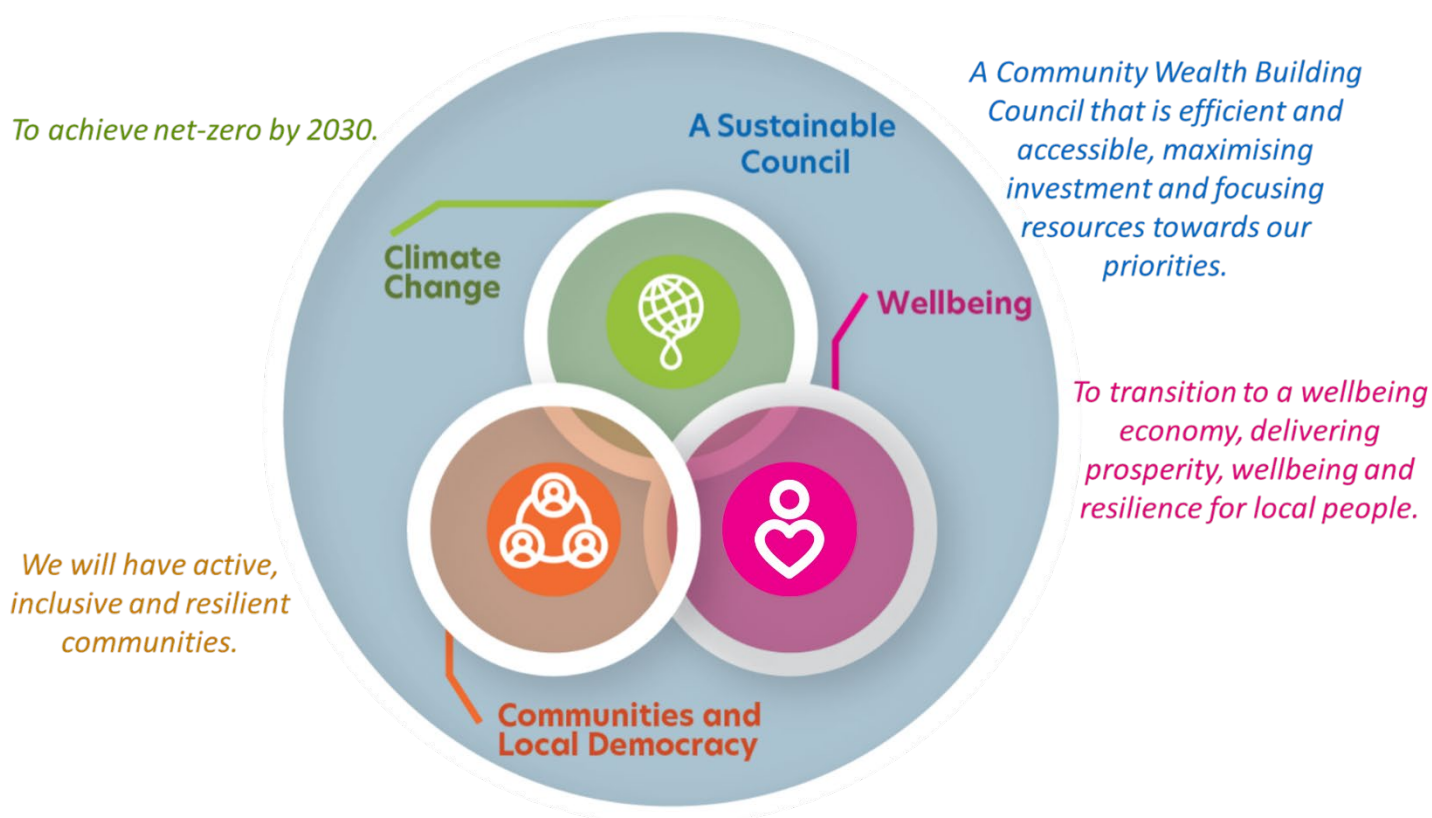 To achieve net-zero by 2030.
A Sustainable
Council
A Community Wealth Building
Council that is efficient and
accessible, maximising
investment and focusing
resources towards our
priorities.
Climate
Change
Wellbeing
To transition to a wellbeing
economy, delivering
prosperity, wellbeing and
resilience for local people.
We will have active,
inclusive and resilient
communities.
Communities and
Local Democracy